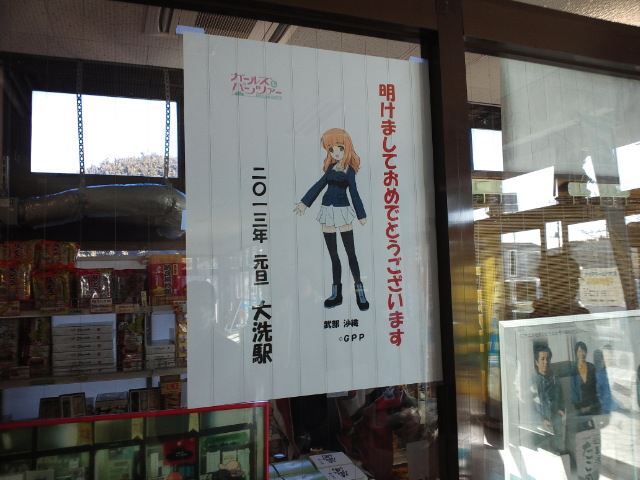 ガールズ&パンツァー
明けましておめでとうございます
二〇一三年 元旦 大洗駅
武部 沙織
©GPP